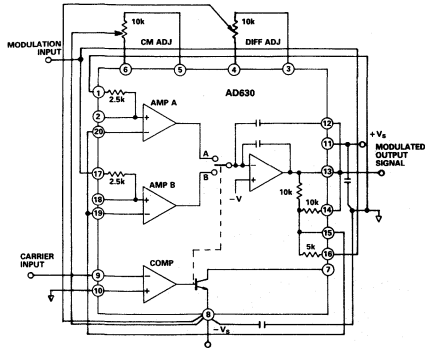 10k
CM ADJ
10k
DIFF ADJ
MODULATION
INPUT
6
5
4
3
AD630
1
2.5k
2
20
AMP A
+
−
A
B
12
11
+VS
13
MODULATED
OUTPUT
SIGNAL
−
+
−V
10k
10k
14
15
5k
16
7
17
2.5k
18
19
AMP B
+
−
CARRIER
INPUT
9
10
COMP
−
+
8
−VS